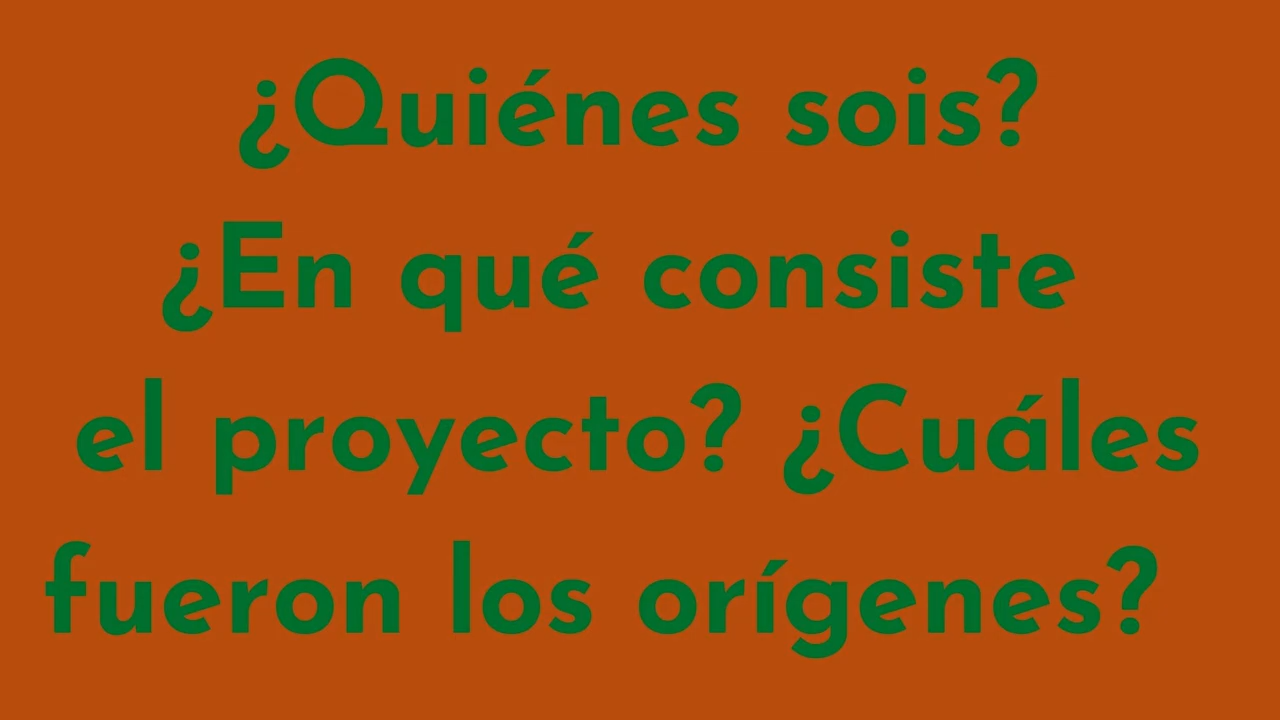 ¿Quiénes sois?
¿En qué consiste
el proyecto? ¿Cuáles
fueron los orígenes?